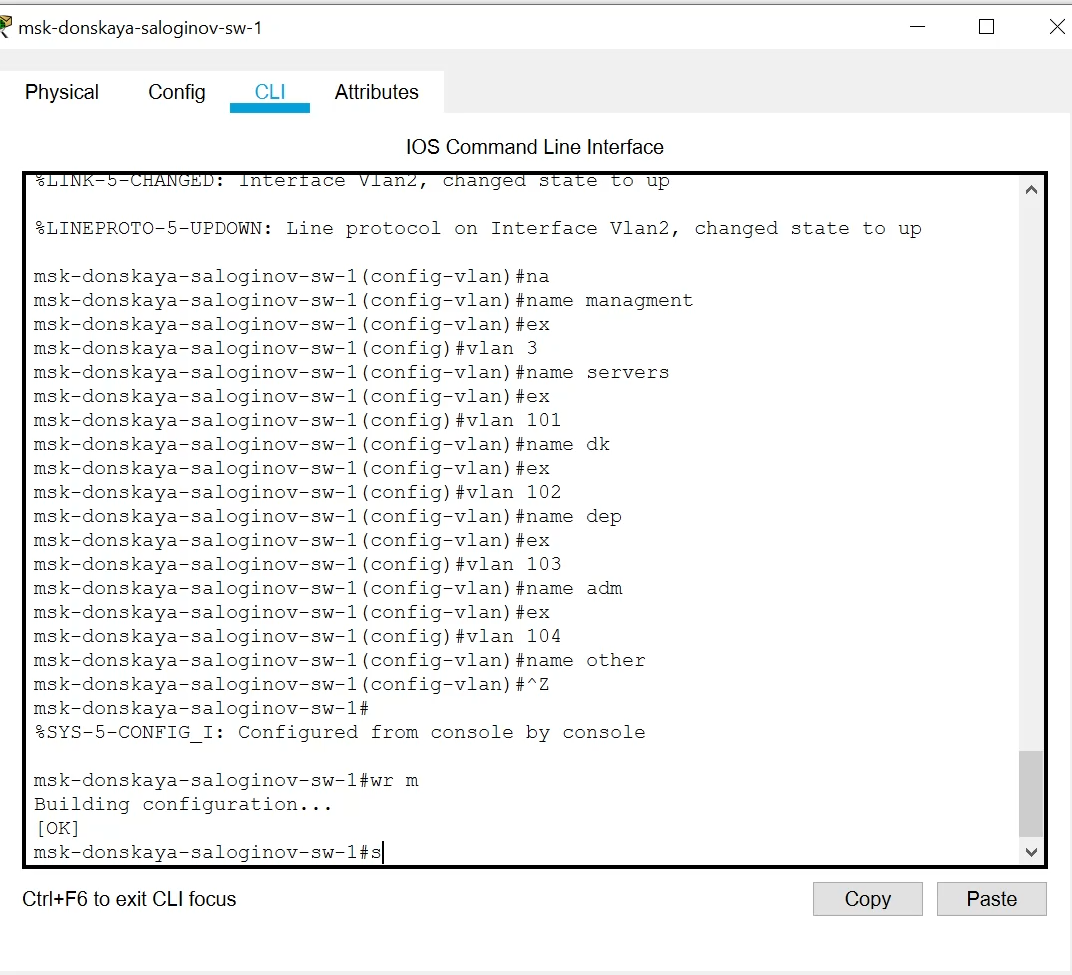 msk-donskaya-saloginov-sw-1
Physical Config CLI Attributes
IOS Command Line Interface
%LINK-5-CHANGED: Interface Vlan2, changed state to up
%LINEPROTO-5-UPDOWN: Line protocol on Interface Vlan2, changed state to up
msk-donskaya-saloginov-sw-1(config-vlan)#na
msk-donskaya-saloginov-sw-1(config-vlan)#name managment
msk-donskaya-saloginov-sw-1(config-vlan)#ex
msk-donskaya-saloginov-sw-1(config)#vlan 3
msk-donskaya-saloginov-sw-1(config-vlan)#name servers
msk-donskaya-saloginov-sw-1(config-vlan)#ex
msk-donskaya-saloginov-sw-1(config)#vlan 101
msk-donskaya-saloginov-sw-1(config-vlan)#name dk
msk-donskaya-saloginov-sw-1(config-vlan)#ex
msk-donskaya-saloginov-sw-1(config)#vlan 102
msk-donskaya-saloginov-sw-1(config-vlan)#name dep
msk-donskaya-saloginov-sw-1(config-vlan)#ex
msk-donskaya-saloginov-sw-1(config)#vlan 103
msk-donskaya-saloginov-sw-1(config-vlan)#name adm
msk-donskaya-saloginov-sw-1(config-vlan)#ex
msk-donskaya-saloginov-sw-1(config)#vlan 104
msk-donskaya-saloginov-sw-1(config-vlan)#name other
msk-donskaya-saloginov-sw-1(config-vlan)#^Z
msk-donskaya-saloginov-sw-1#
%SYS-5-CONFIG_I: Configured from console by console
msk-donskaya-saloginov-sw-1#wr m
Building configuration...
[OK]
msk-donskaya-saloginov-sw-1#s
Ctrl+F6 to exit CLI focus
Copy Paste